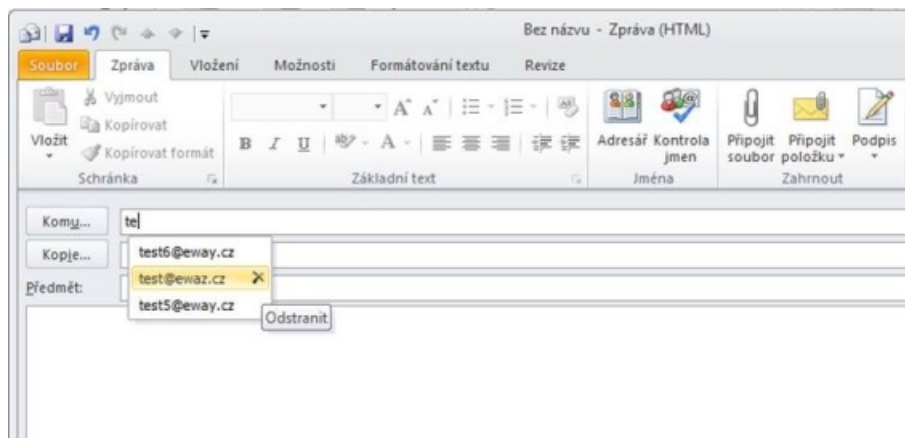 Bez názvu - Zpráva (HTML)
Soubor Zpráva Vložení Možnosti Formátování textu Revize
Vložit
Vyjmout
Kopírovat
Kopírovat formát
Schránka
B I U A
Základní text
Adresář
Kontrola jmen
Jména
Připojit soubor
Připojit položku
Podpis
Zahrnout
Komu... te
Kopie...
Předmět:
test6@eway.cz
test@ewaz.cz
test5@eway.cz
Odstranit